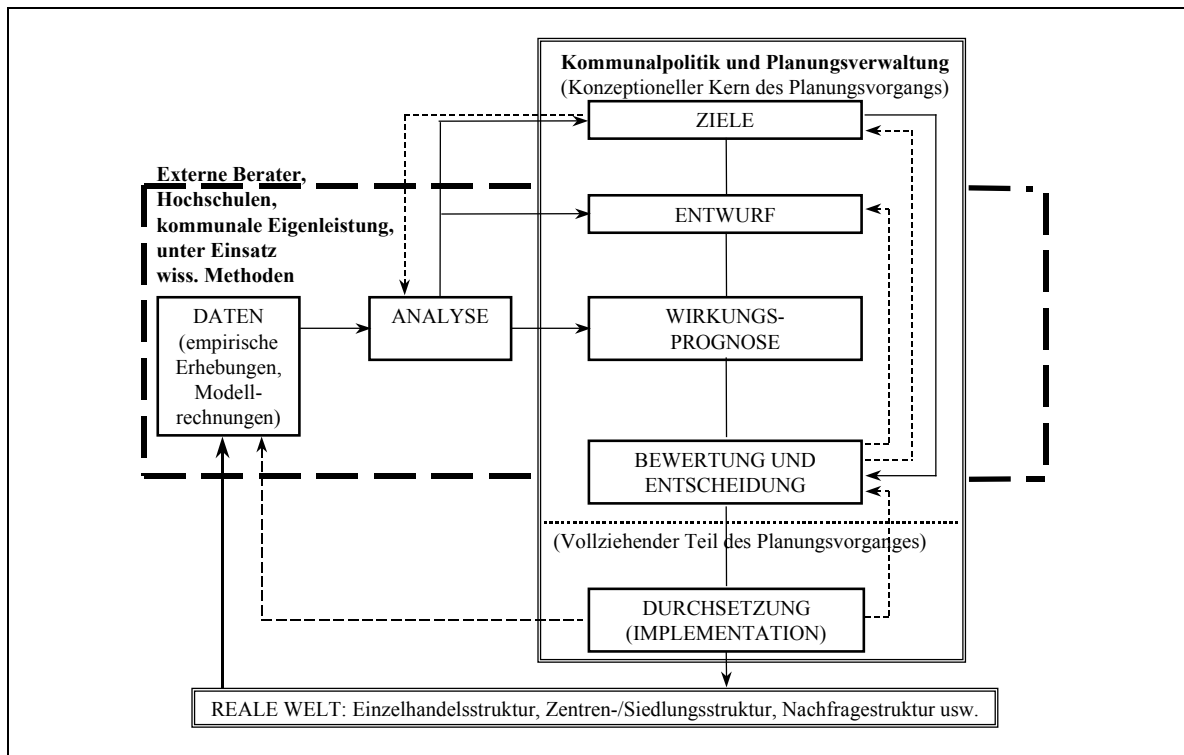 Kommunalpolitik und Planungsverwaltung
(Konzeptioneller Kern des Planungsvorgangs)
ZIELE
Externe Berater,
Hochschulen,
kommunale Eigenleistung,
unter Einsatz
wiss. Methoden
ENTWURF
DATEN
(empirische
Erhebungen,
Modell-
rechnungen)
ANALYSE
WIRKUNGS-
PROGNOSE
BEWERTUNG UND
ENTSCHEIDUNG
(Vollziehender Teil des Planungsvorganges)
DURCHSETZUNG
(IMPLEMENTATION)
REALE WELT: Einzelhandelsstruktur, Zentren-/Siedlungsstruktur, Nachfragestruktur usw.